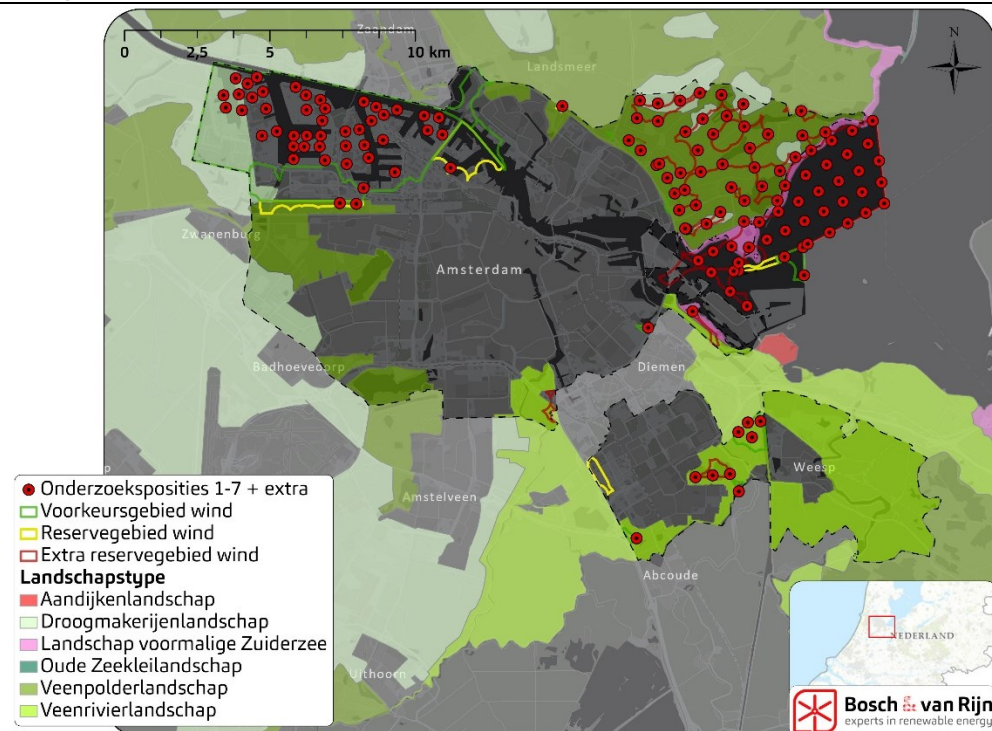 Zaandam
0 2,5 5 10 km
N
Landsmeer
Zwanenburg
Amsterdam
Badhoevedorp
Diemen
Weesp
Amstelveen
Abcoude
Uithoorn
Onderzoeksposities 1-7 + extra
Voorkeursgebied wind
Reservegebied wind
Extra reservegebied wind
Landschapstype
Aandijkenlandschap
Droogmakerijenlandschap
Landschap voormalige Zuiderzee
Oude Zeekleilandschap
Veenpolderlandschap
Veenrivierlandschap
NEDERLAND
Bosch & van Rijn
experts in renewable energy